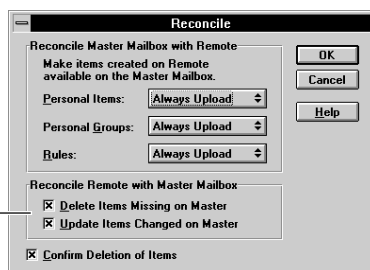 Reconcile
Reconcile Master Mailbox with Remote
Make items created on Remote
available on the Master Mailbox.
Personal Items: Always Upload
Personal Groups: Always Upload
Rules: Always Upload
Reconcile Remote with Master Mailbox
Delete Items Missing on Master
Update Items Changed on Master
Confirm Deletion of Items
OK
Cancel
Help